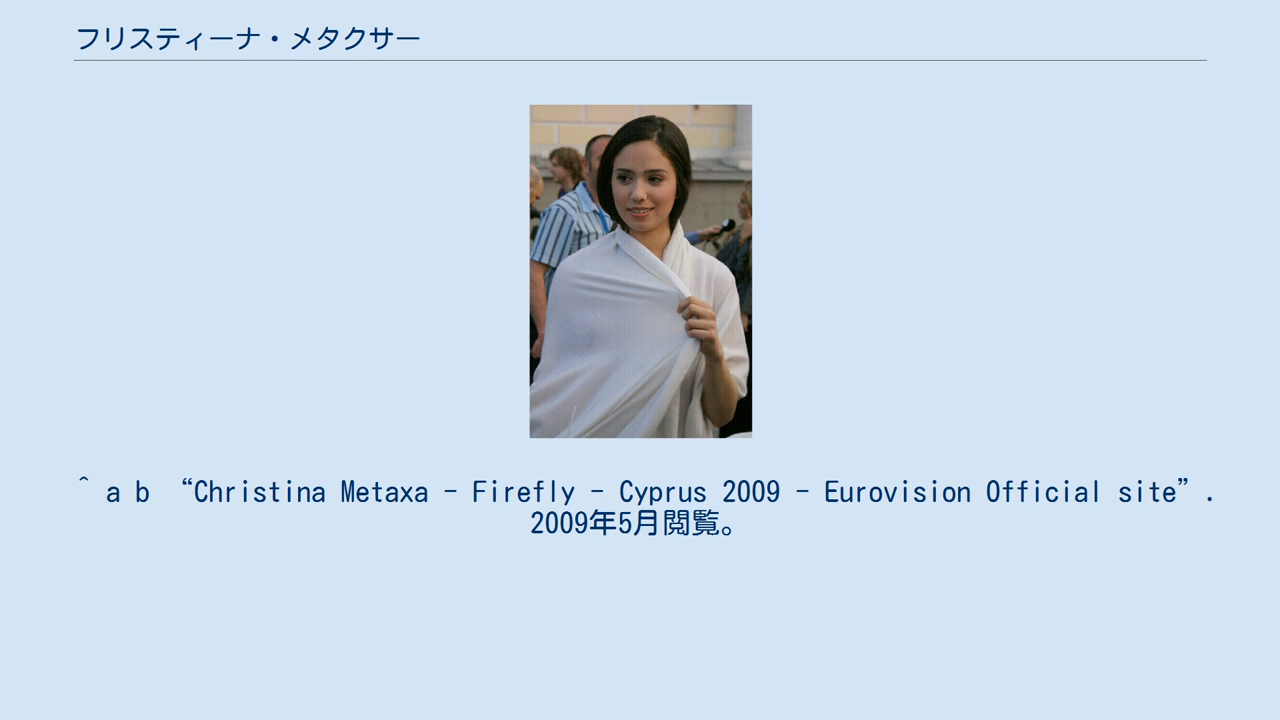 フリスティーナ・メタクサー
^ a b “Christina Metaxa – Firefly – Cyprus 2009 – Eurovision Official site”.
2009年5月閲覧。